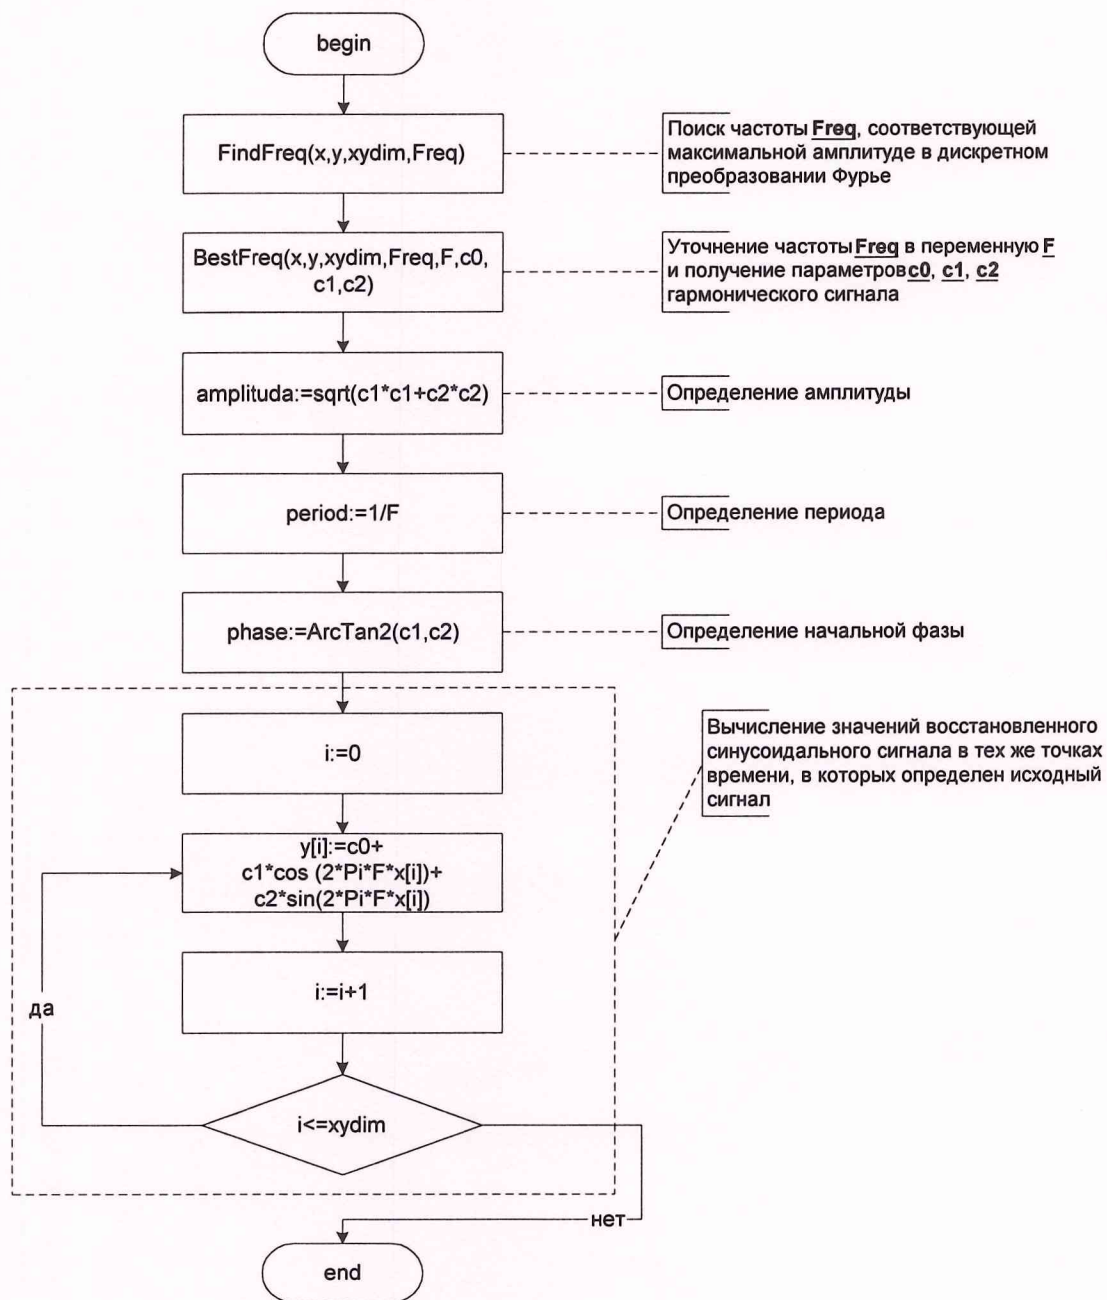 begin
FindFreq(x,y,xydim,Freq)
Поиск частоты Freq, соответствующей
максимальной амплитуде в дискретном
преобразовании Фурье
BestFreq(x,y,xydim,Freq,F,c0,
c1,c2)
Уточнение частоты Freq в переменную F
и получение параметров c0, c1, c2
гармонического сигнала
amplituda:=sqrt(c1*c1+c2*c2)
Определение амплитуды
period:=1/F
Определение периода
phase:=ArcTan2(c1,c2)
Определение начальной фазы
i:=0
Вычисление значений восстановленного
синусоидального сигнала в тех же точках
времени, в которых определен исходный
сигнал
y[i]:=c0+
c1*cos (2*Pi*F*x[i])+
c2*sin(2*Pi*F*x[i])
i:=i+1
да
i<=xydim
нет
end